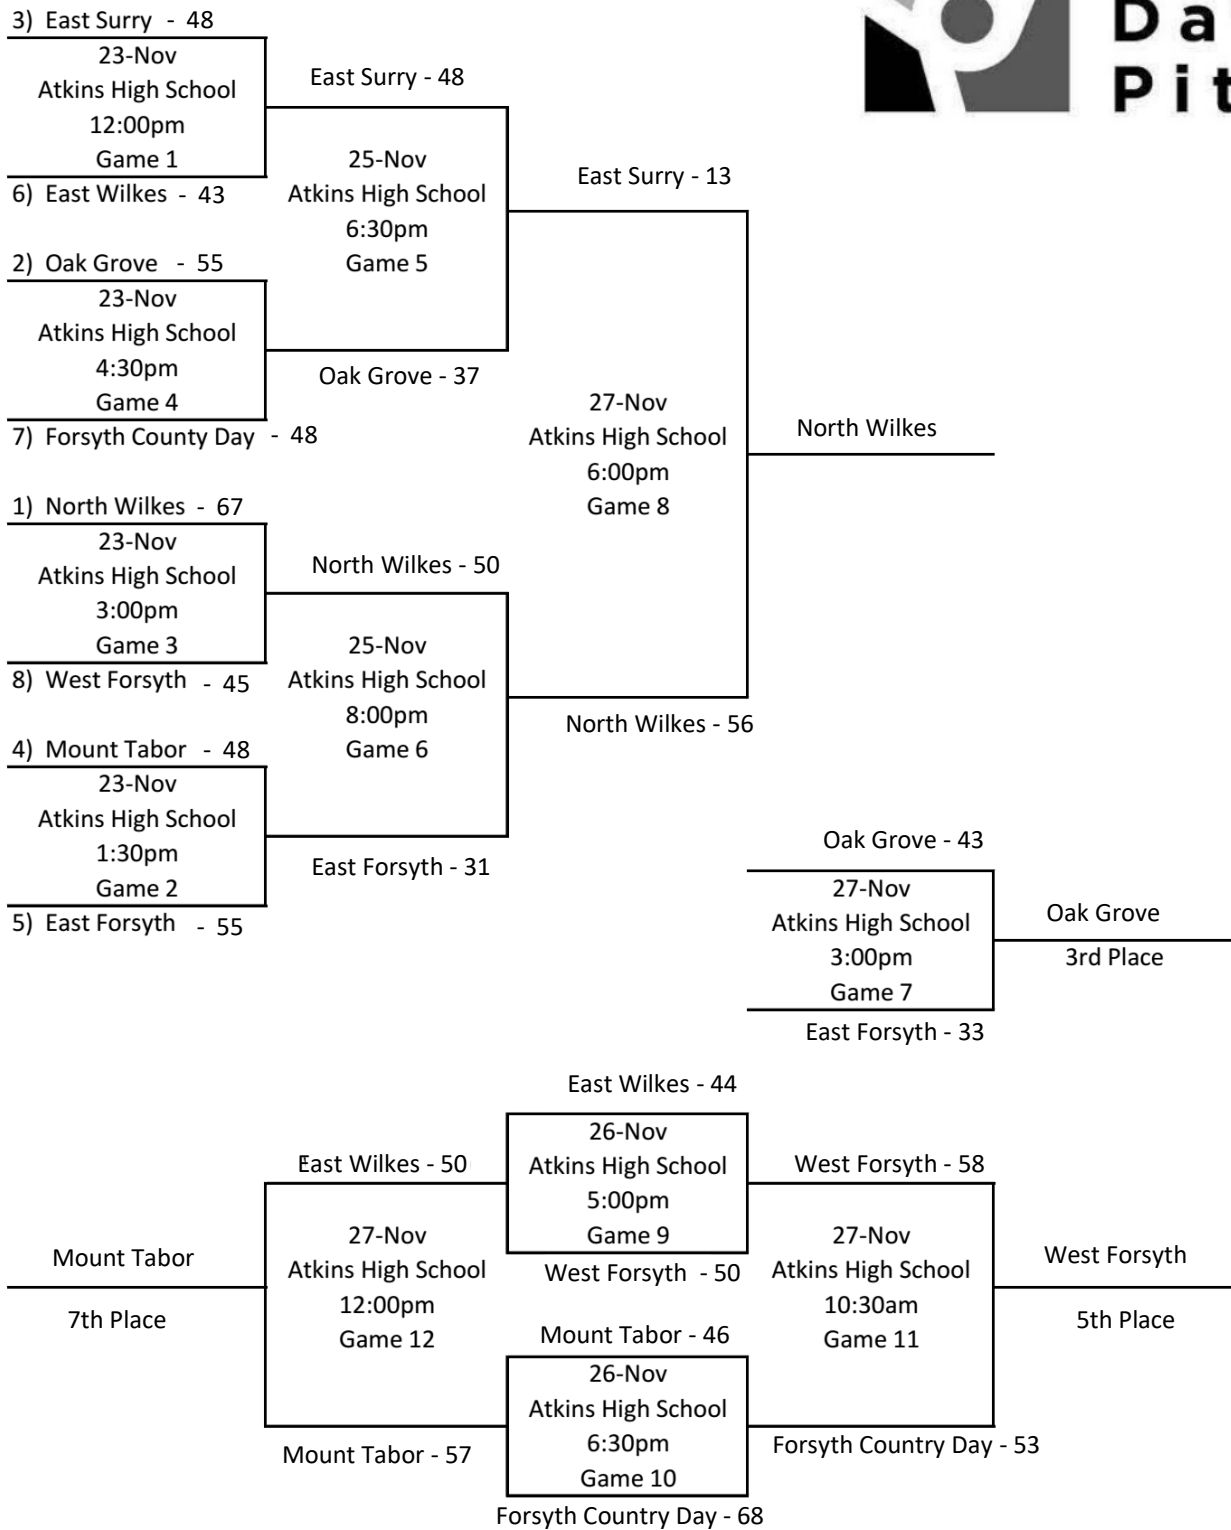 3) East Surry - 48
23-Nov
Atkins High School
12:00pm
Game 1
6) East Wilkes - 43
2) Oak Grove - 55
23-Nov
Atkins High School
4:30pm
Game 4
7) Forsyth County Day - 48
1) North Wilkes - 67
23-Nov
Atkins High School
3:00pm
Game 3
8) West Forsyth - 45
4) Mount Tabor - 48
23-Nov
Atkins High School
1:30pm
Game 2
5) East Forsyth - 55
East Surry - 48
25-Nov
Atkins High School
6:30pm
Game 5
Oak Grove - 37
North Wilkes - 50
25-Nov
Atkins High School
8:00pm
Game 6
East Forsyth - 31
East Surry - 13
27-Nov
Atkins High School
6:00pm
Game 8
North Wilkes - 56
North Wilkes
Oak Grove - 43
27-Nov
Atkins High School
3:00pm
Game 7
East Forsyth - 33
Oak Grove
3rd Place
East Wilkes - 44
26-Nov
Atkins High School
5:00pm
Game 9
West Forsyth - 50
Mount Tabor - 46
26-Nov
Atkins High School
6:30pm
Game 10
Forsyth Country Day - 68
East Wilkes - 50
27-Nov
Atkins High School
12:00pm
Game 12
Mount Tabor - 57
Mount Tabor
7th Place
West Forsyth - 58
27-Nov
Atkins High School
10:30am
Game 11
Forsyth Country Day - 53
West Forsyth
5th Place